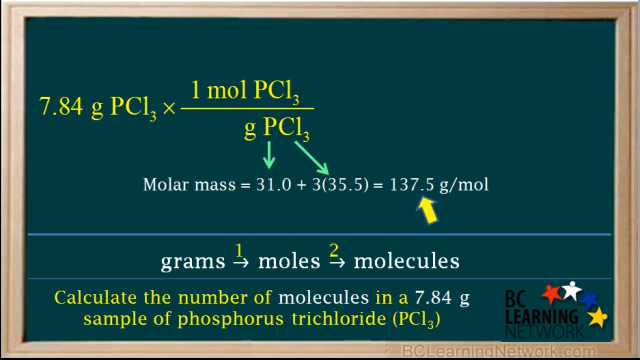 7.84 g PCl₃ × 1 mol PCl₃
g PCl₃
Molar mass = 31.0 + 3(35.5) = 137.5 g/mol
1 2
grams → moles → molecules
Calculate the number of molecules in a 7.84 g
sample of phosphorus trichloride (PCl₃)
BC
LEARNING
NETWORK
BCLearningNetwork.com